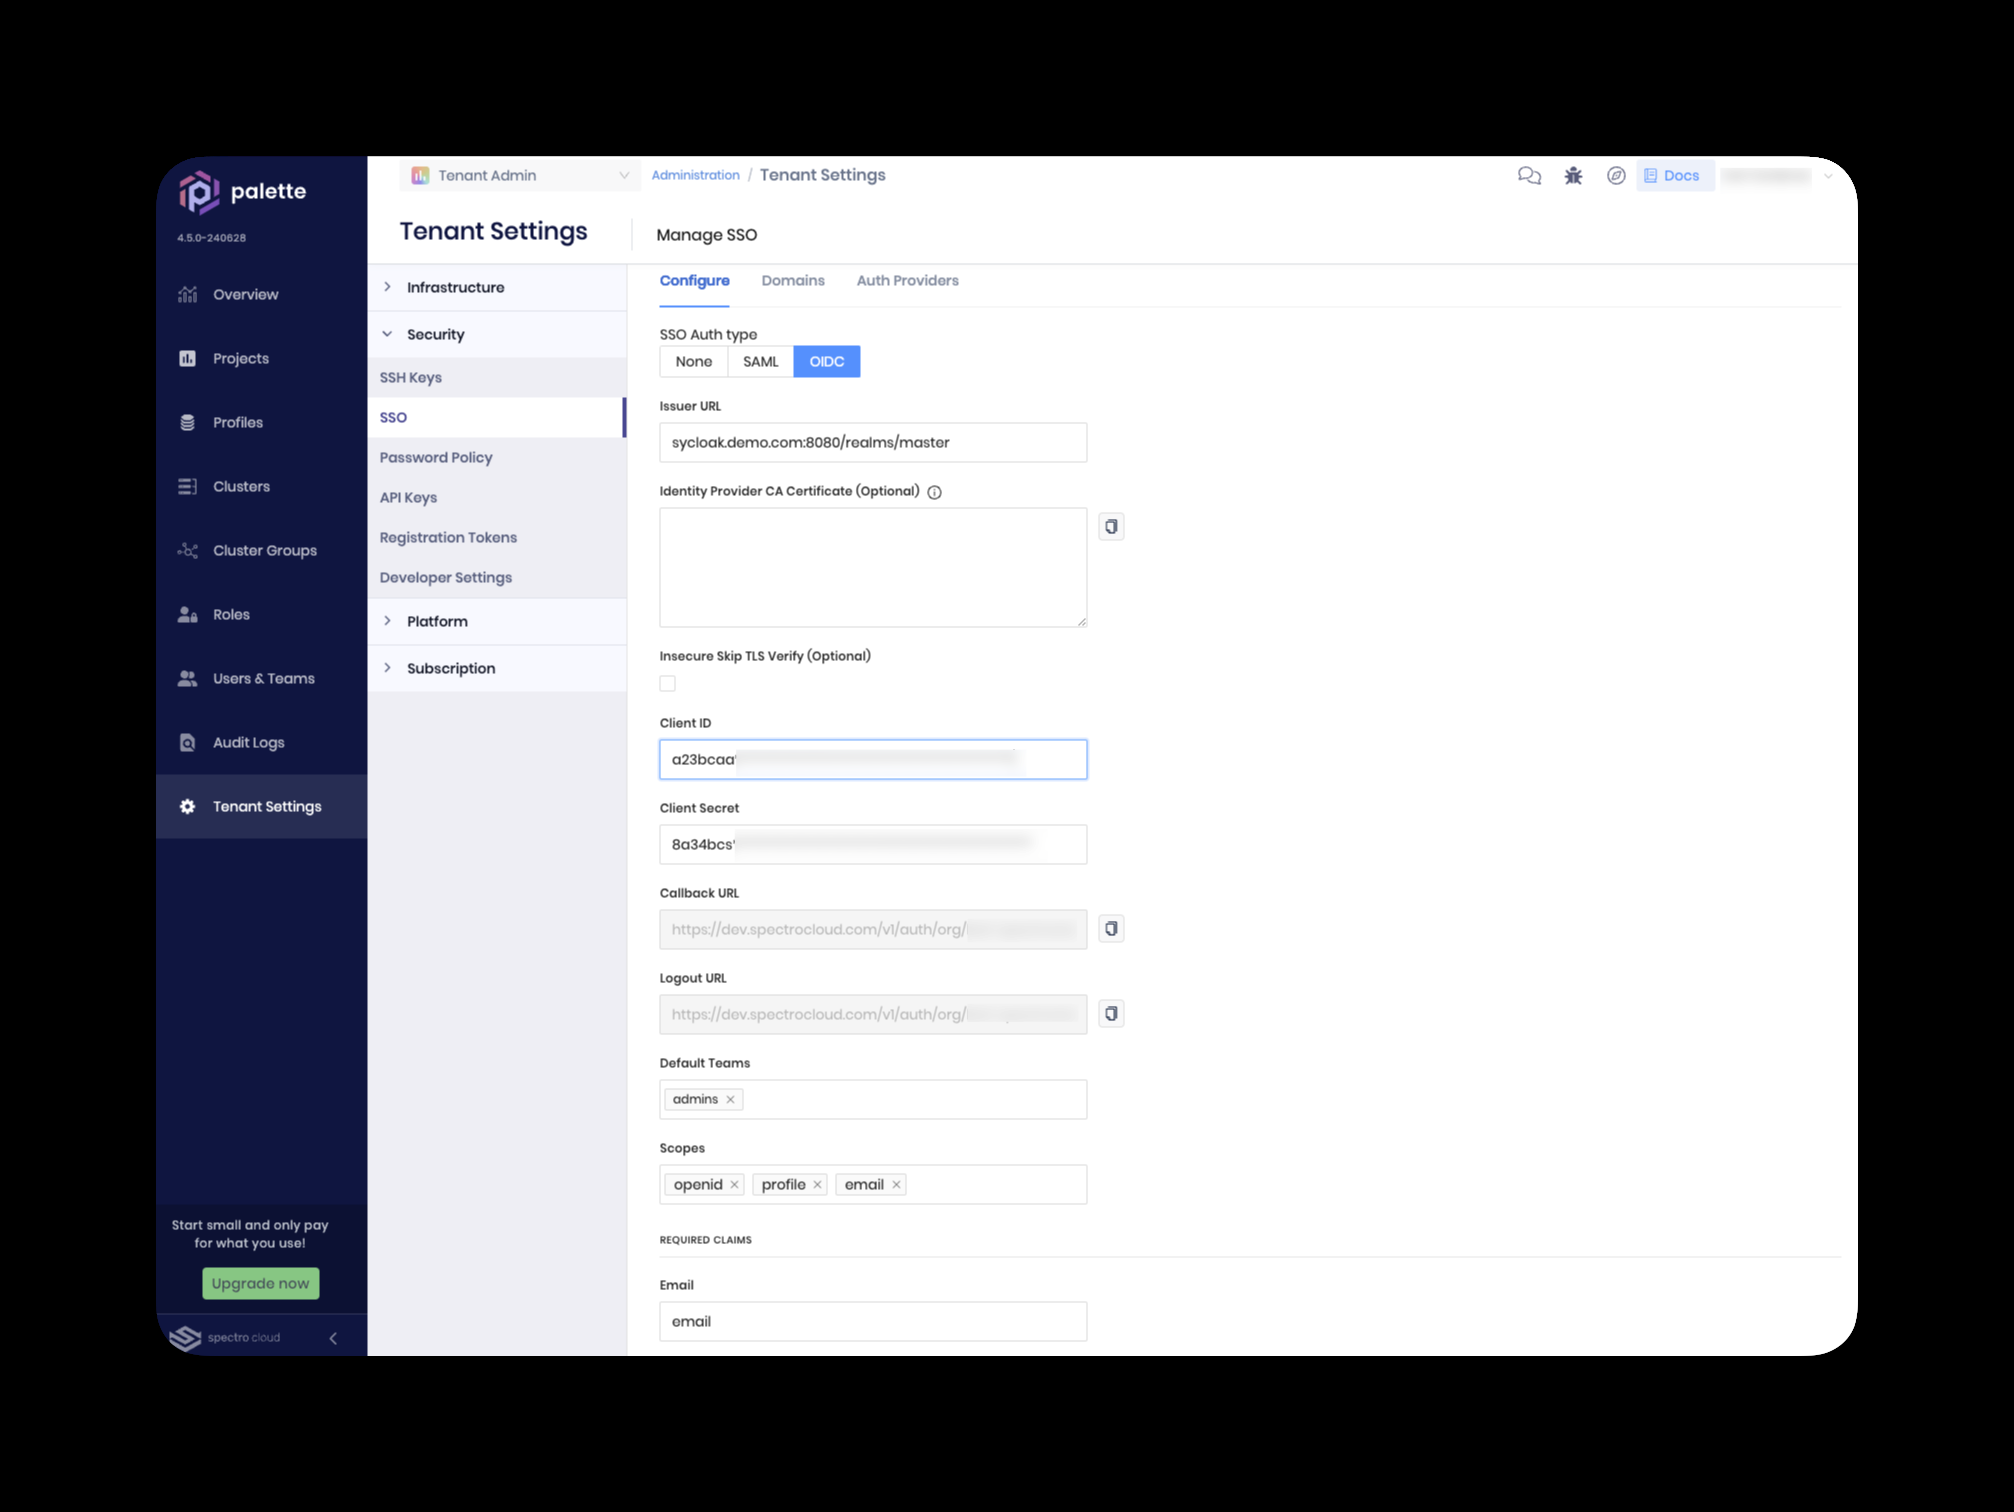 palette
4.5.0-240628
Overview
Projects
Profiles
Clusters
Cluster Groups
Roles
Users & Teams
Audit Logs
Tenant Settings
Start small and only pay
for what you use!
Upgrade now
spectro cloud
Tenant Admin
Administration / Tenant Settings
Docs
Tenant Settings
Manage SSO
Infrastructure
Security
SSH Keys
SSO
Password Policy
API Keys
Registration Tokens
Developer Settings
Platform
Subscription
Configure Domains Auth Providers
SSO Auth type
None SAML OIDC
Issuer URL
sycloak.demo.com:8080/realms/master
Identity Provider CA Certificate (Optional)
Insecure Skip TLS Verify (Optional)
Client ID
a23bcaa
Client Secret
8a34bcs
Callback URL
https://dev.spectrocloud.com/v1/auth/org/
Logout URL
https://dev.spectrocloud.com/v1/auth/org/
Default Teams
admins
Scopes
openid profile email
REQUIRED CLAIMS
Email
email